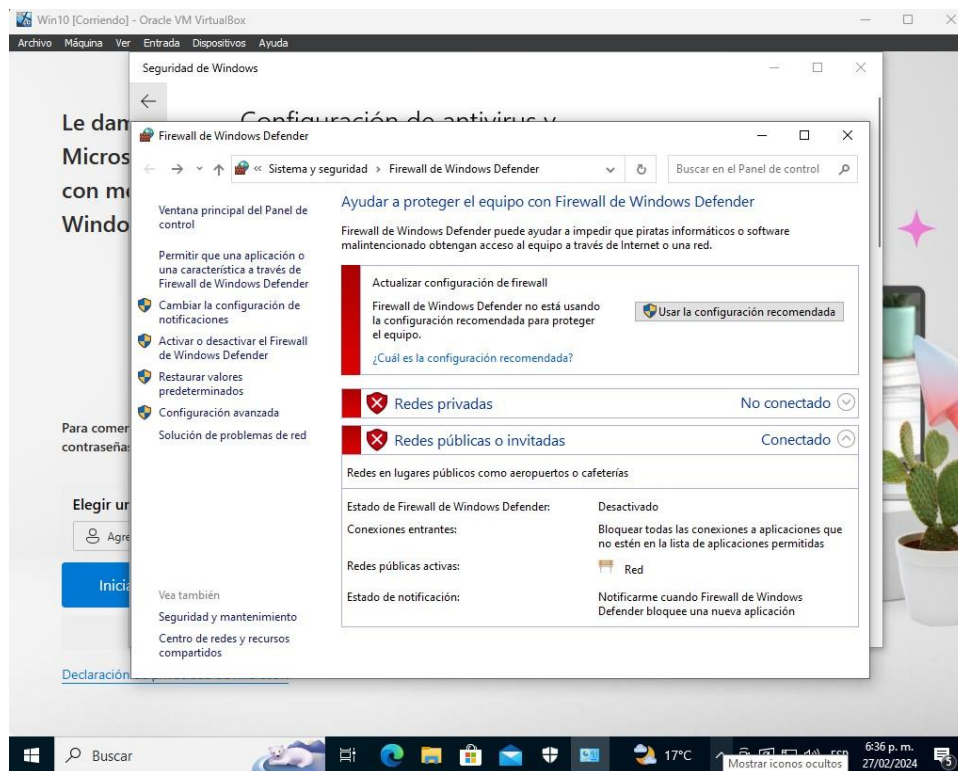 Win10 [Corriendo] - Oracle VM VirtualBox
Archivo Máquina Ver Entrada Dispositivos Ayuda
Seguridad de Windows
Configuración de antivirus y
Le dam
Micros
con me
Windo
Para comer
contraseña
Elegir un
Agre
Inicia
Declaración
Firewall de Windows Defender
« Sistema y seguridad › Firewall de Windows Defender
Buscar en el Panel de control
Ventana principal del Panel de
control
Permitir que una aplicación o
una característica a través de
Firewall de Windows Defender
Cambiar la configuración de
notificaciones
Activar o desactivar el Firewall
de Windows Defender
Restaurar valores
predeterminados
Configuración avanzada
Solución de problemas de red
Vea también
Seguridad y mantenimiento
Centro de redes y recursos
compartidos
Ayudar a proteger el equipo con Firewall de Windows Defender
Firewall de Windows Defender puede ayudar a impedir que piratas informáticos o software
malintencionado obtengan acceso al equipo a través de Internet o una red.
Actualizar configuración de firewall
Firewall de Windows Defender no está usando
la configuración recomendada para proteger
el equipo.
Usar la configuración recomendada
¿Cuál es la configuración recomendada?
Redes privadas No conectado
Redes públicas o invitadas Conectado
Redes en lugares públicos como aeropuertos o cafeterías
Estado de Firewall de Windows Defender: Desactivado
Conexiones entrantes: Bloquear todas las conexiones a aplicaciones que
no estén en la lista de aplicaciones permitidas
Redes públicas activas: Red
Estado de notificación: Notificarme cuando Firewall de Windows
Defender bloquee una nueva aplicación
Buscar
17°C
Mostrar iconos ocultos
6:36 p. m.
27/02/2024
5